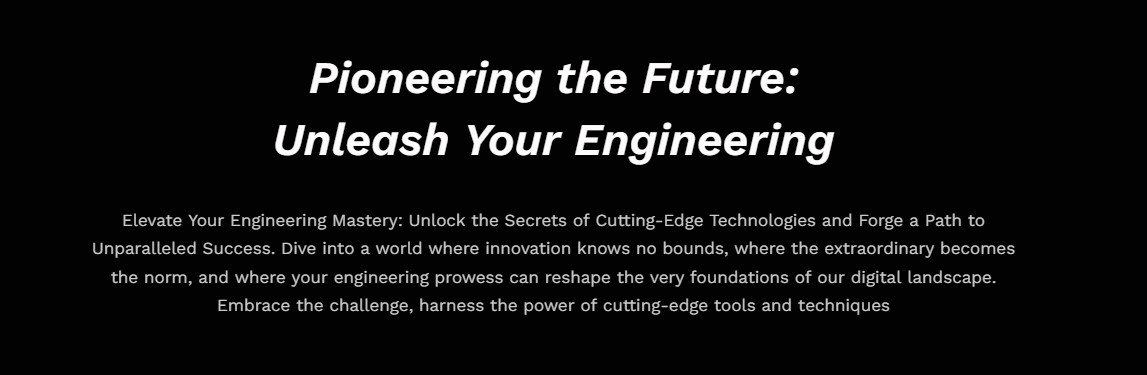 Pioneering the Future:
Unleash Your Engineering
Elevate Your Engineering Mastery: Unlock the Secrets of Cutting-Edge Technologies and Forge a Path to
Unparalleled Success. Dive into a world where innovation knows no bounds, where the extraordinary becomes
the norm, and where your engineering prowess can reshape the very foundations of our digital landscape.
Embrace the challenge, harness the power of cutting-edge tools and techniques